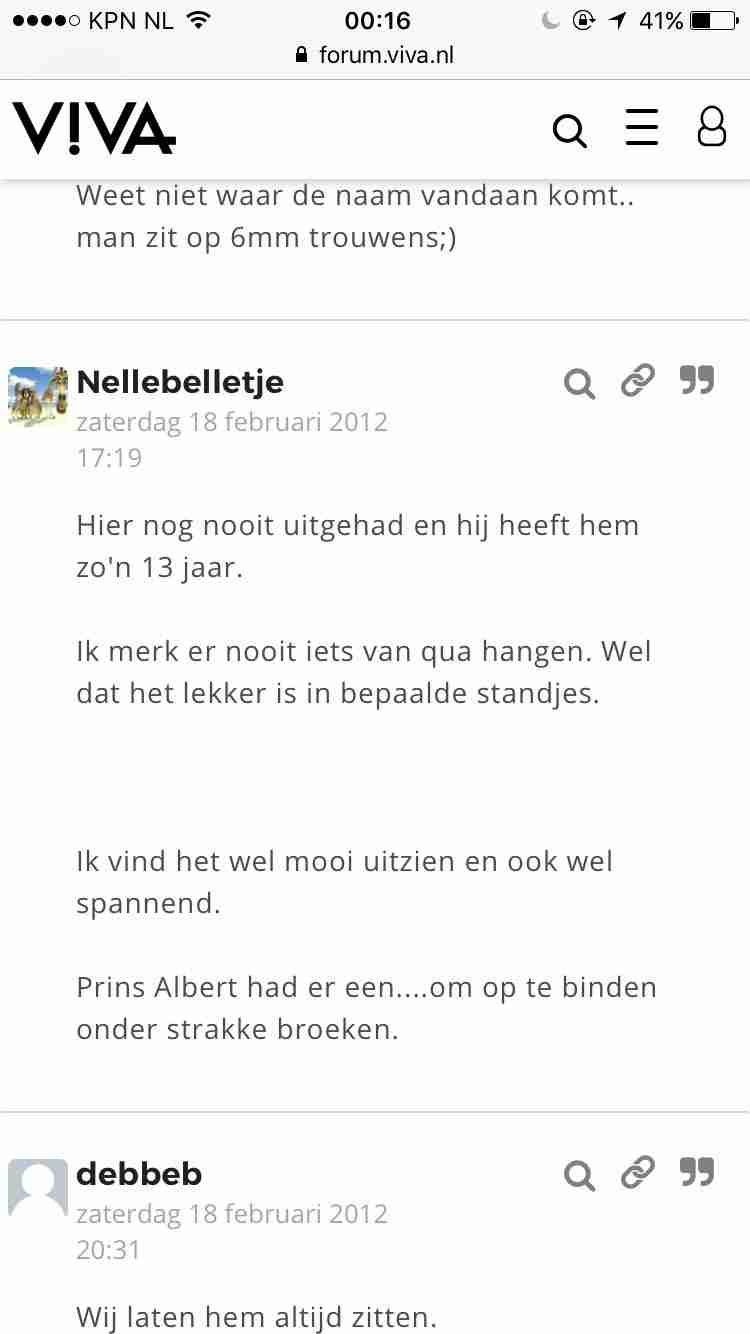 KPN NL 00:16 41%
forum.viva.nl
V!VA
Weet niet waar de naam vandaan komt..
man zit op 6mm trouwens;)
Nellebelletje
zaterdag 18 februari 2012
17:19
Hier nog nooit uitgehad en hij heeft hem
zo'n 13 jaar.
Ik merk er nooit iets van qua hangen. Wel
dat het lekker is in bepaalde standjes.
Ik vind het wel mooi uitzien en ook wel
spannend.
Prins Albert had er een....om op te binden
onder strakke broeken.
debbeb
zaterdag 18 februari 2012
20:31
Wij laten hem altijd zitten.